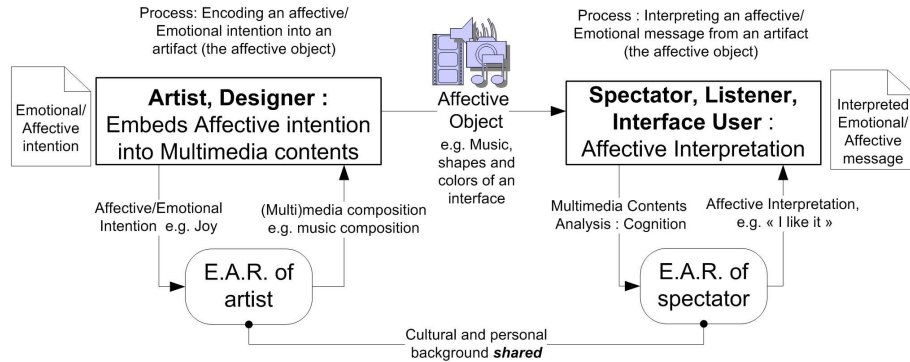 Process: Encoding an affective/
Emotional intention into an
artifact (the affective object)
Process : Interpreting an affective/
Emotional message from an artifact
(the affective object)
Emotional/
Affective
intention
Artist, Designer :
Embeds Affective intention
into Multimedia contents
Affective
Object
e.g. Music,
shapes and
colors of an
interface
Spectator, Listener,
Interface User :
Affective Interpretation
Interpreted
Emotional/
Affective
message
Affective/Emotional
Intention e.g. Joy
(Multi)media composition
e.g. music composition
Multimedia Contents
Analysis : Cognition
Affective Interpretation,
e.g. « I like it »
E.A.R. of
artist
E.A.R. of
spectator
Cultural and personal
background shared